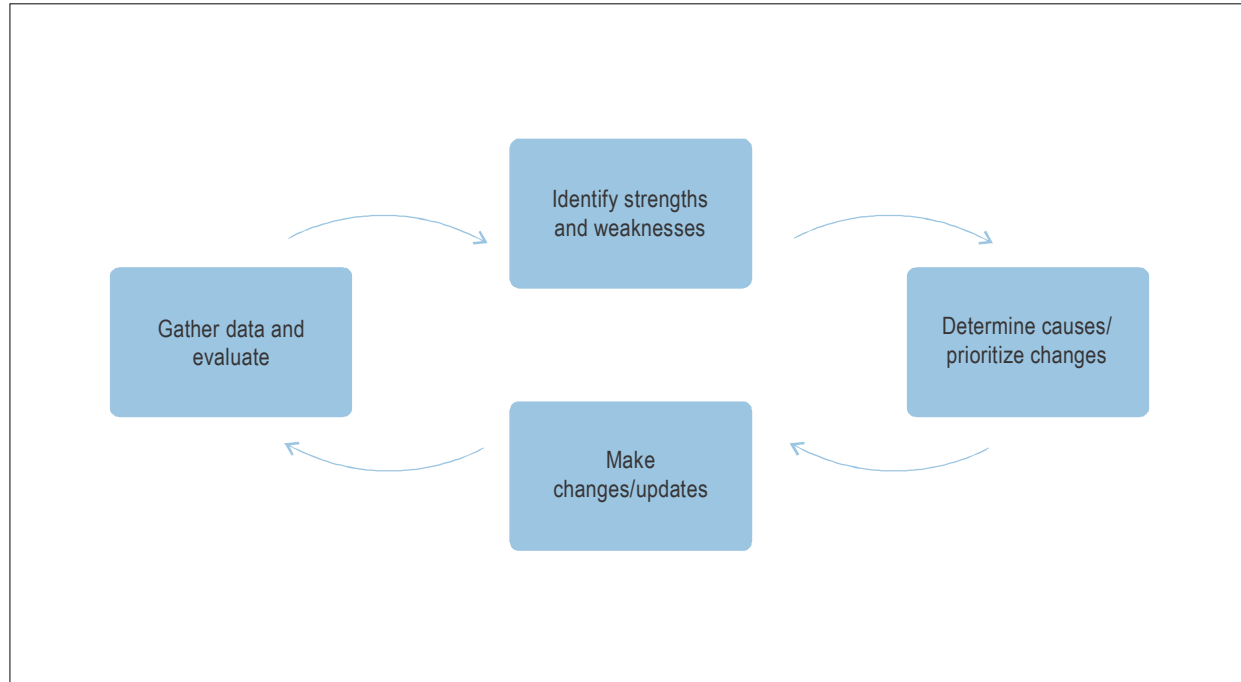 Identify strengths
and weaknesses
Gather data and
evaluate
Determine causes/
prioritize changes
Make
changes/updates